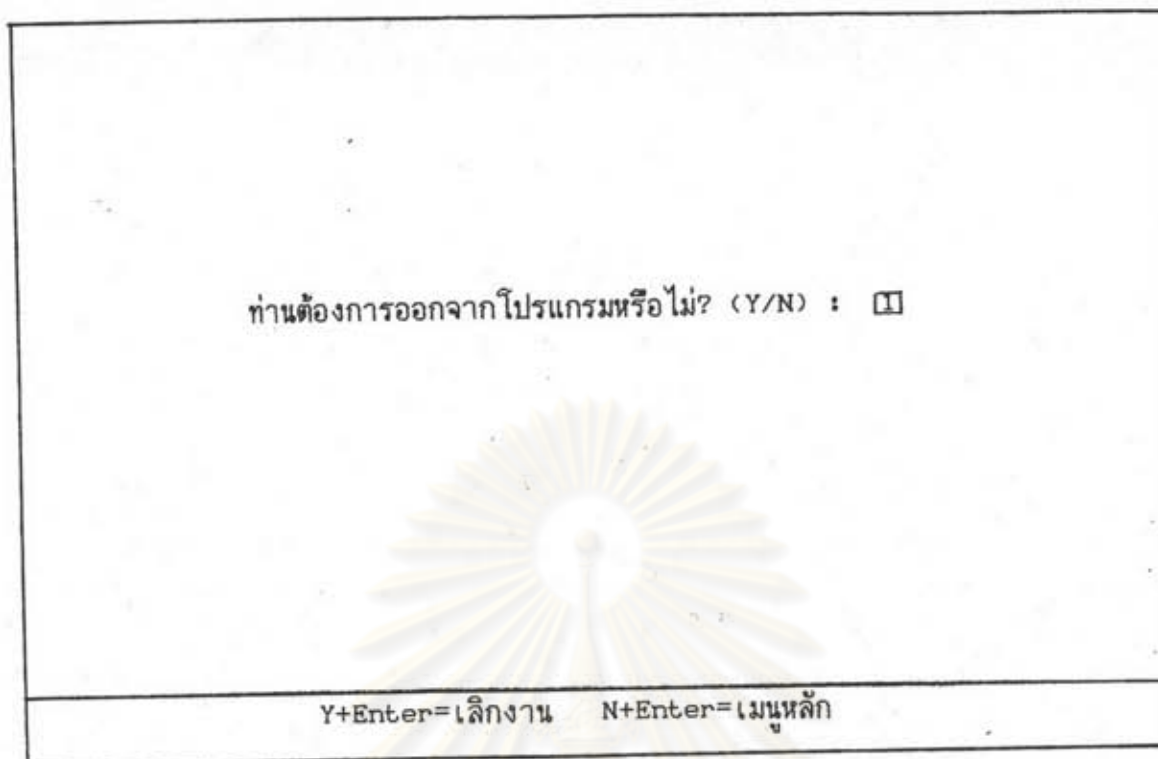 ท่านต้องการออกจากโปรแกรมหรือไม่? (Y/N) : 1
Y+Enter=เลิกงาน N+Enter=เมนูหลัก